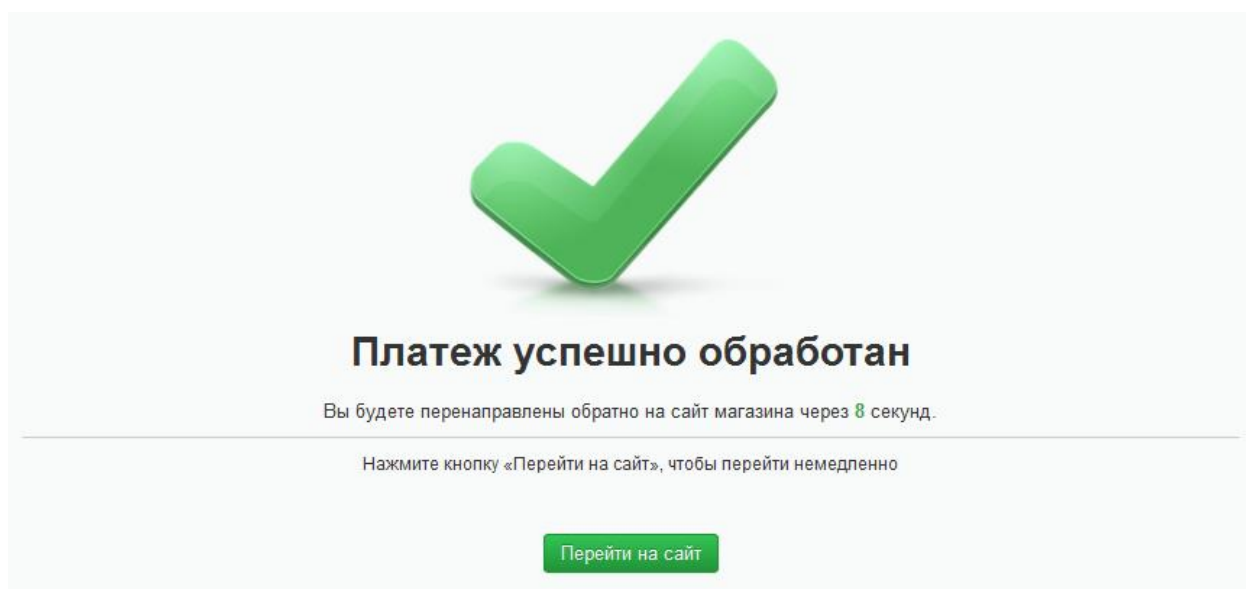 Платеж успешно обработан
Вы будете перенаправлены обратно на сайт магазина через 8 секунд.
Нажмите кнопку «Перейти на сайт», чтобы перейти немедленно
Перейти на сайт